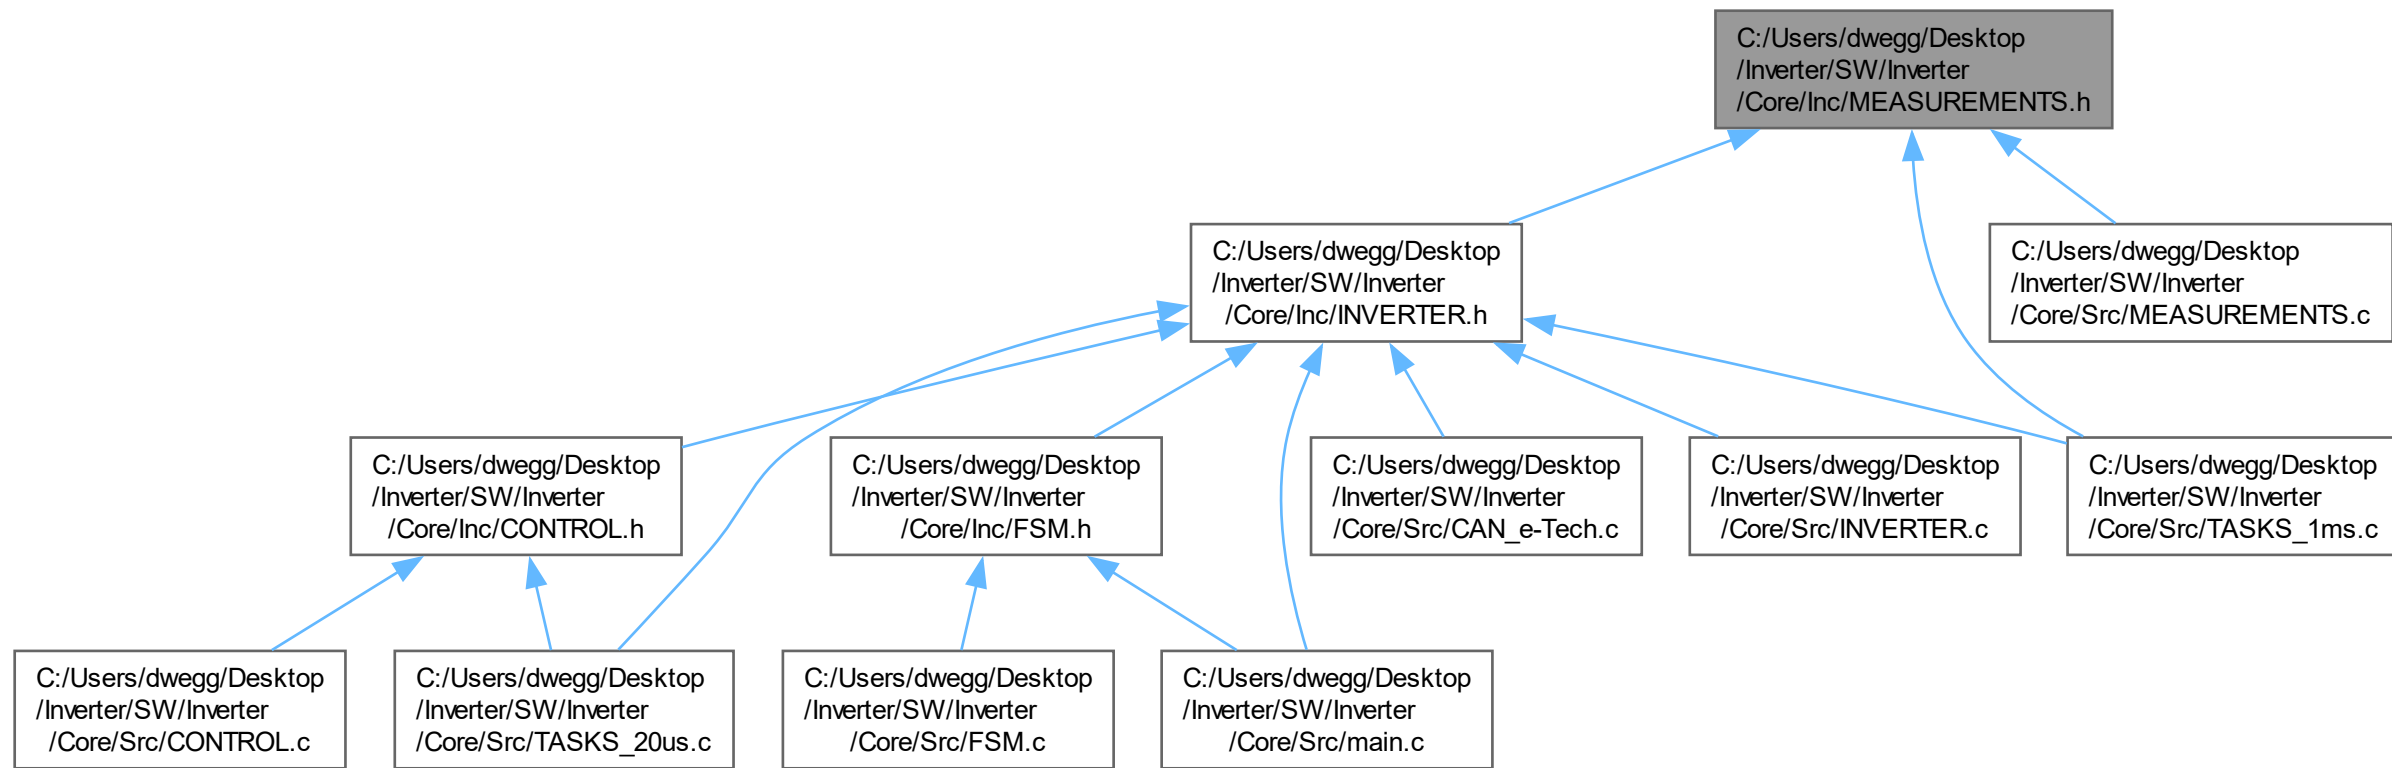 C:/Users/dwegg/Desktop
/Inverter/SW/Inverter
/Core/Inc/MEASUREMENTS.h
C:/Users/dwegg/Desktop
/Inverter/SW/Inverter
/Core/Inc/INVERTER.h
C:/Users/dwegg/Desktop
/Inverter/SW/Inverter
/Core/Src/MEASUREMENTS.c
C:/Users/dwegg/Desktop
/Inverter/SW/Inverter
/Core/Inc/CONTROL.h
C:/Users/dwegg/Desktop
/Inverter/SW/Inverter
/Core/Inc/FSM.h
C:/Users/dwegg/Desktop
/Inverter/SW/Inverter
/Core/Src/CAN_e-Tech.c
C:/Users/dwegg/Desktop
/Inverter/SW/Inverter
/Core/Src/INVERTER.c
C:/Users/dwegg/Desktop
/Inverter/SW/Inverter
/Core/Src/TASKS_1ms.c
C:/Users/dwegg/Desktop
/Inverter/SW/Inverter
/Core/Src/CONTROL.c
C:/Users/dwegg/Desktop
/Inverter/SW/Inverter
/Core/Src/TASKS_20us.c
C:/Users/dwegg/Desktop
/Inverter/SW/Inverter
/Core/Src/FSM.c
C:/Users/dwegg/Desktop
/Inverter/SW/Inverter
/Core/Src/main.c